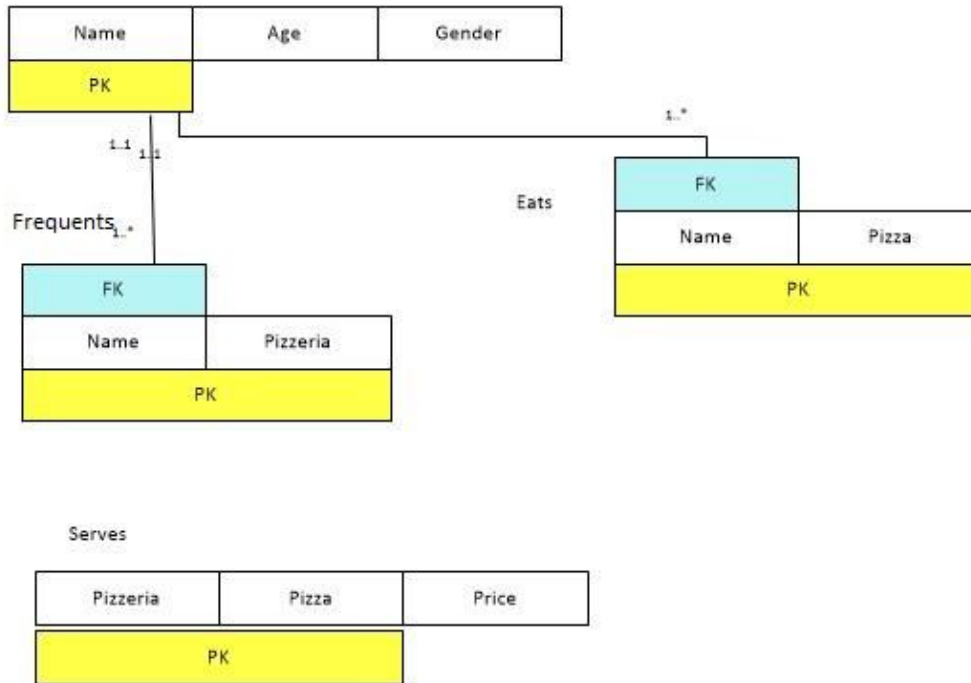 Name Age Gender
PK
1..1 1..1
1..*
Eats
FK
Name Pizza
PK
Frequents
1..*
FK
Name Pizzeria
PK
Serves
Pizzeria Pizza Price
PK